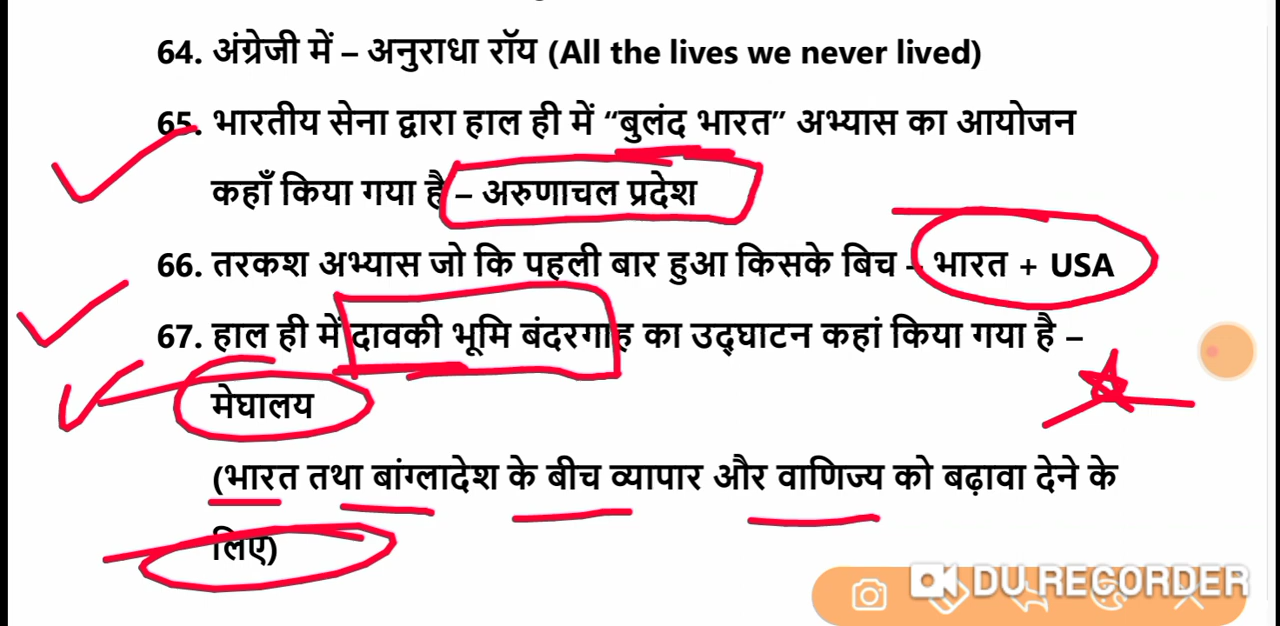 64. अंग्रेजी में – अनुराधा रॉय (All the lives we never lived)
65. भारतीय सेना द्वारा हाल ही में “बुलंद भारत” अभ्यास का आयोजन
कहाँ किया गया है – अरुणाचल प्रदेश
66. तरकश अभ्यास जो कि पहली बार हुआ किसके बिच – भारत + USA
67. हाल ही में दावकी भूमि बंदरगाह का उद्घाटन कहां किया गया है –
मेघालय
(भारत तथा बांग्लादेश के बीच व्यापार और वाणिज्य को बढ़ावा देने के
लिए)
DU RECORDER